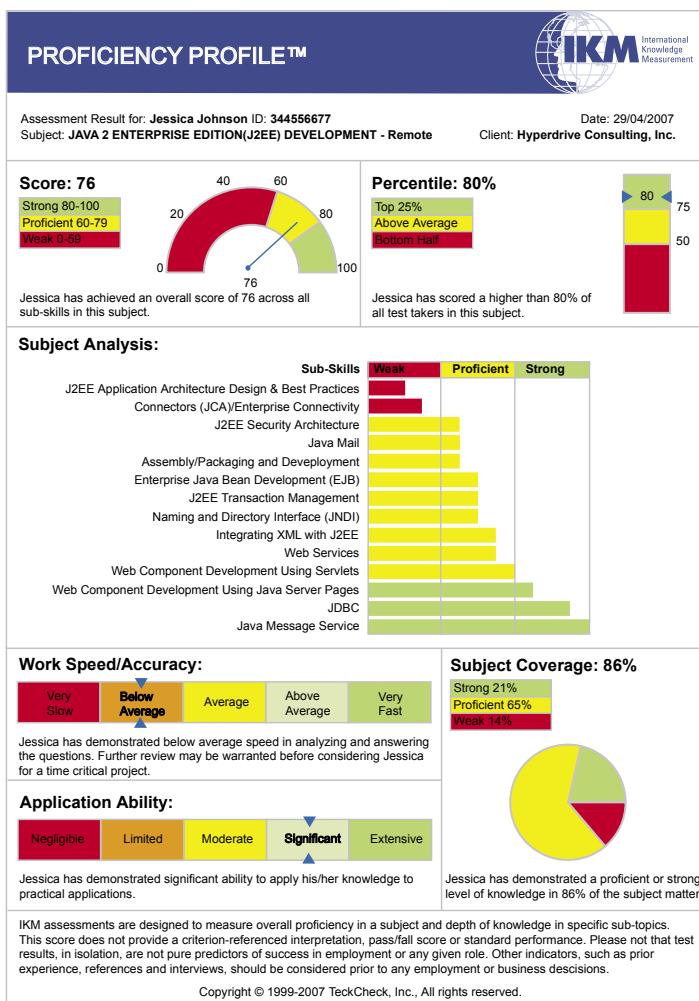 PROFICIENCY PROFILE™
IKM International
Knowledge
Measurement
Assessment Result for: Jessica Johnson ID: 344556677
Date: 29/04/2007
Subject: JAVA 2 ENTERPRISE EDITION(J2EE) DEVELOPMENT - Remote
Client: Hyperdrive Consulting, Inc.
Score: 76
Strong 80-100
Proficient 60-79
Weak 0-59
0
20
40
60
80
100
76
Jessica has achieved an overall score of 76 across all
sub-skills in this subject.
Percentile: 80%
Top 25%
Above Average
Bottom Half
80
75
50
Jessica has scored a higher than 80% of
all test takers in this subject.
Subject Analysis:
Sub-Skills Weak Proficient Strong
J2EE Application Architecture Design & Best Practices
Connectors (JCA)/Enterprise Connectivity
J2EE Security Architecture
Java Mail
Assembly/Packaging and Deveployment
Enterprise Java Bean Development (EJB)
J2EE Transaction Management
Naming and Directory Interface (JNDI)
Integrating XML with J2EE
Web Services
Web Component Development Using Servlets
Web Component Development Using Java Server Pages
JDBC
Java Message Service
Work Speed/Accuracy:
Very
Slow
Below
Average
Average
Above
Average
Very
Fast
Jessica has demonstrated below average speed in analyzing and answering
the questions. Further review may be warranted before considering Jessica
for a time critical project.
Application Ability:
Negligible Limited Moderate Significant Extensive
Jessica has demonstrated significant ability to apply his/her knowledge to
practical applications.
Subject Coverage: 86%
Strong 21%
Proficient 65%
Weak 14%
Jessica has demonstrated a proficient or strong
level of knowledge in 86% of the subject matter
IKM assessments are designed to measure overall proficiency in a subject and depth of knowledge in specific sub-topics.
This score does not provide a criterion-referenced interpretation, pass/fall score or standard performance. Please not that test
results, in isolation, are not pure predictors of success in employment or any given role. Other indicators, such as prior
experience, references and interviews, should be considered prior to any employment or business descisions.
Copyright © 1999-2007 TeckCheck, Inc., All rights reserved.